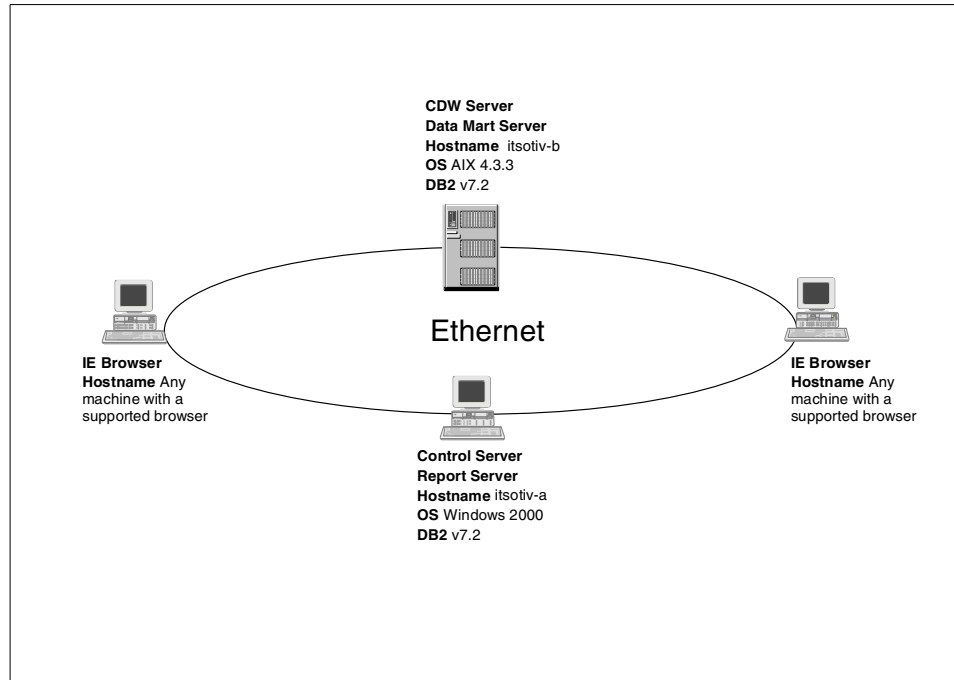 CDW Server
Data Mart Server
Hostname itsotiv-b
OS AIX 4.3.3
DB2 v7.2
Ethernet
IE Browser
Hostname Any
machine with a
supported browser
IE Browser
Hostname Any
machine with a
supported browser
Control Server
Report Server
Hostname itsotiv-a
OS Windows 2000
DB2 v7.2